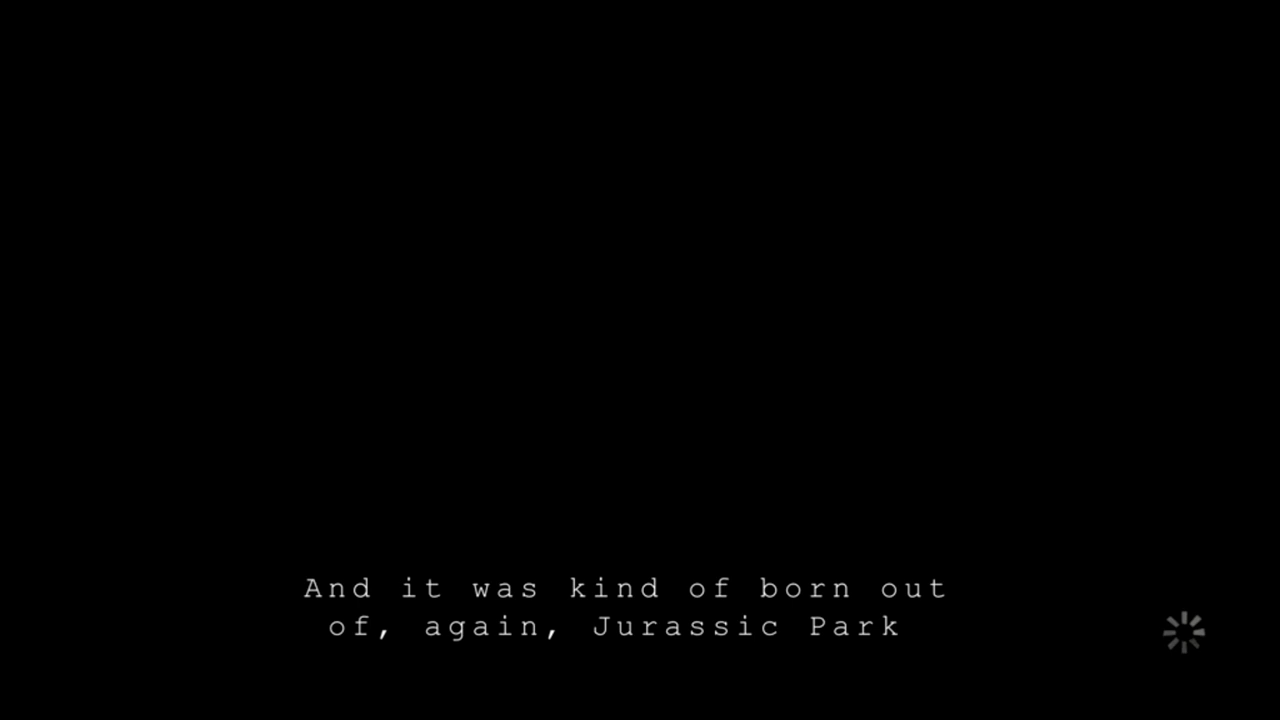 And it was kind of born out
of, again, Jurassic Park